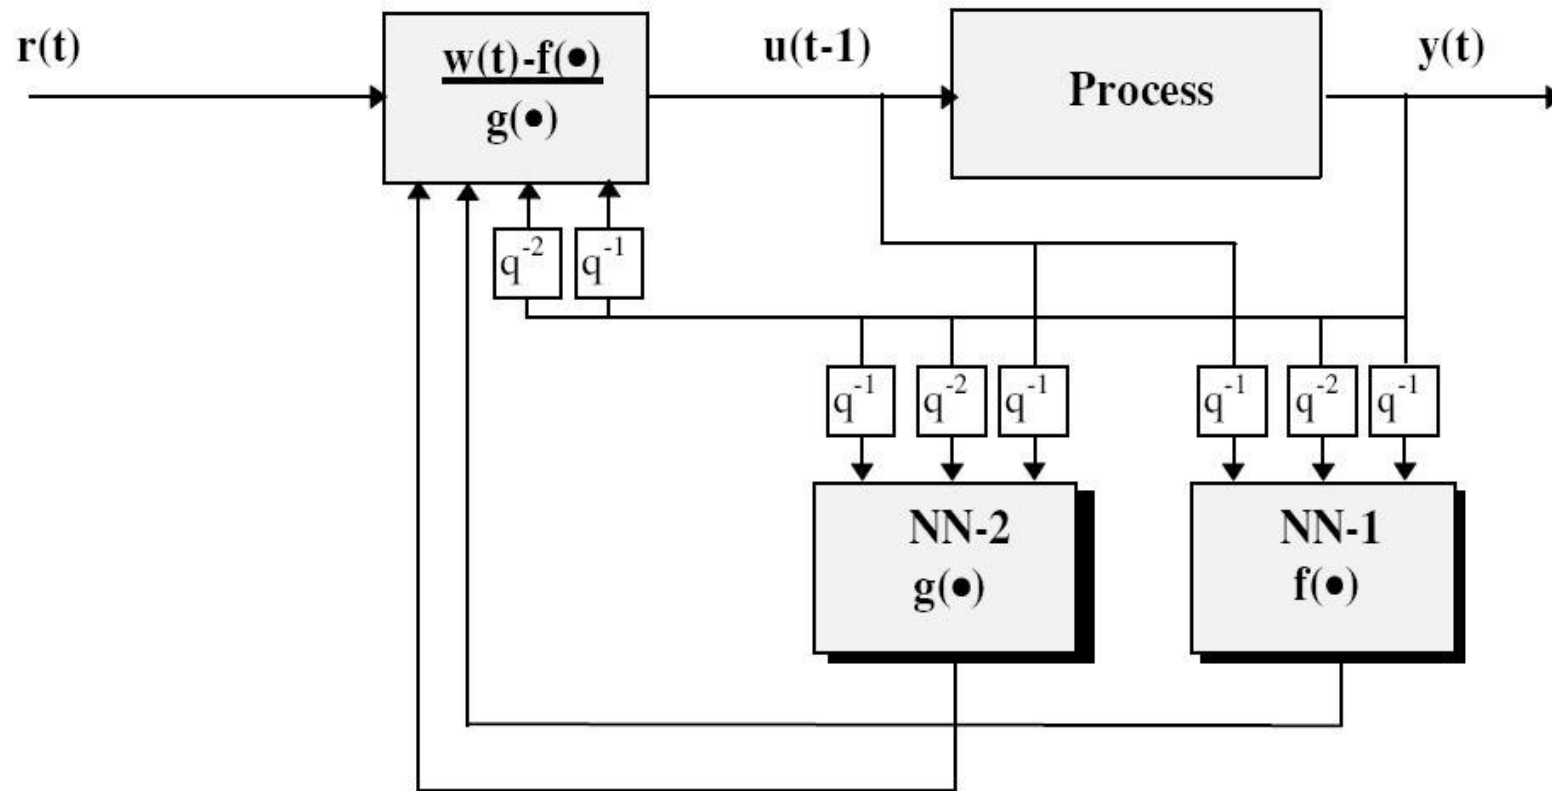 r(t)
w(t)-f(●)
g(●)
u(t-1)
Process
y(t)
q⁻²
q⁻¹
q⁻¹
q⁻²
q⁻¹
q⁻¹
q⁻²
q⁻¹
NN-2
g(●)
NN-1
f(●)